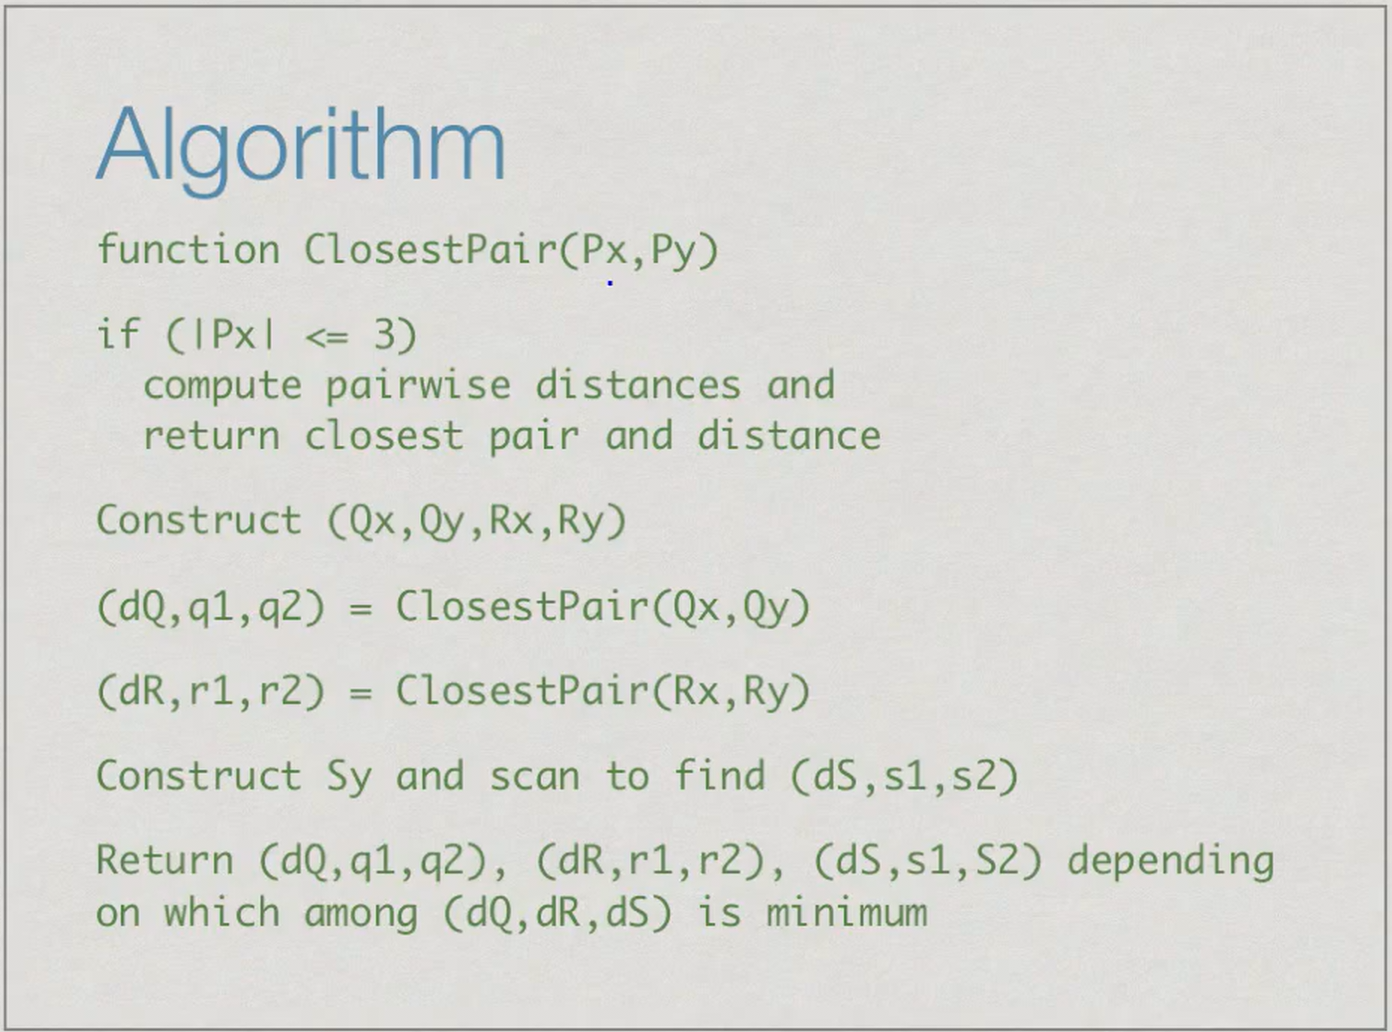 Algorithm
function ClosestPair(Px,Py)
if (|Px| <= 3)
compute pairwise distances and
return closest pair and distance
Construct (Qx,Qy,Rx,Ry)
(dQ,q1,q2) = ClosestPair(Qx,Qy)
(dR,r1,r2) = ClosestPair(Rx,Ry)
Construct Sy and scan to find (dS,s1,s2)
Return (dQ,q1,q2), (dR,r1,r2), (dS,s1,S2) depending
on which among (dQ,dR,dS) is minimum